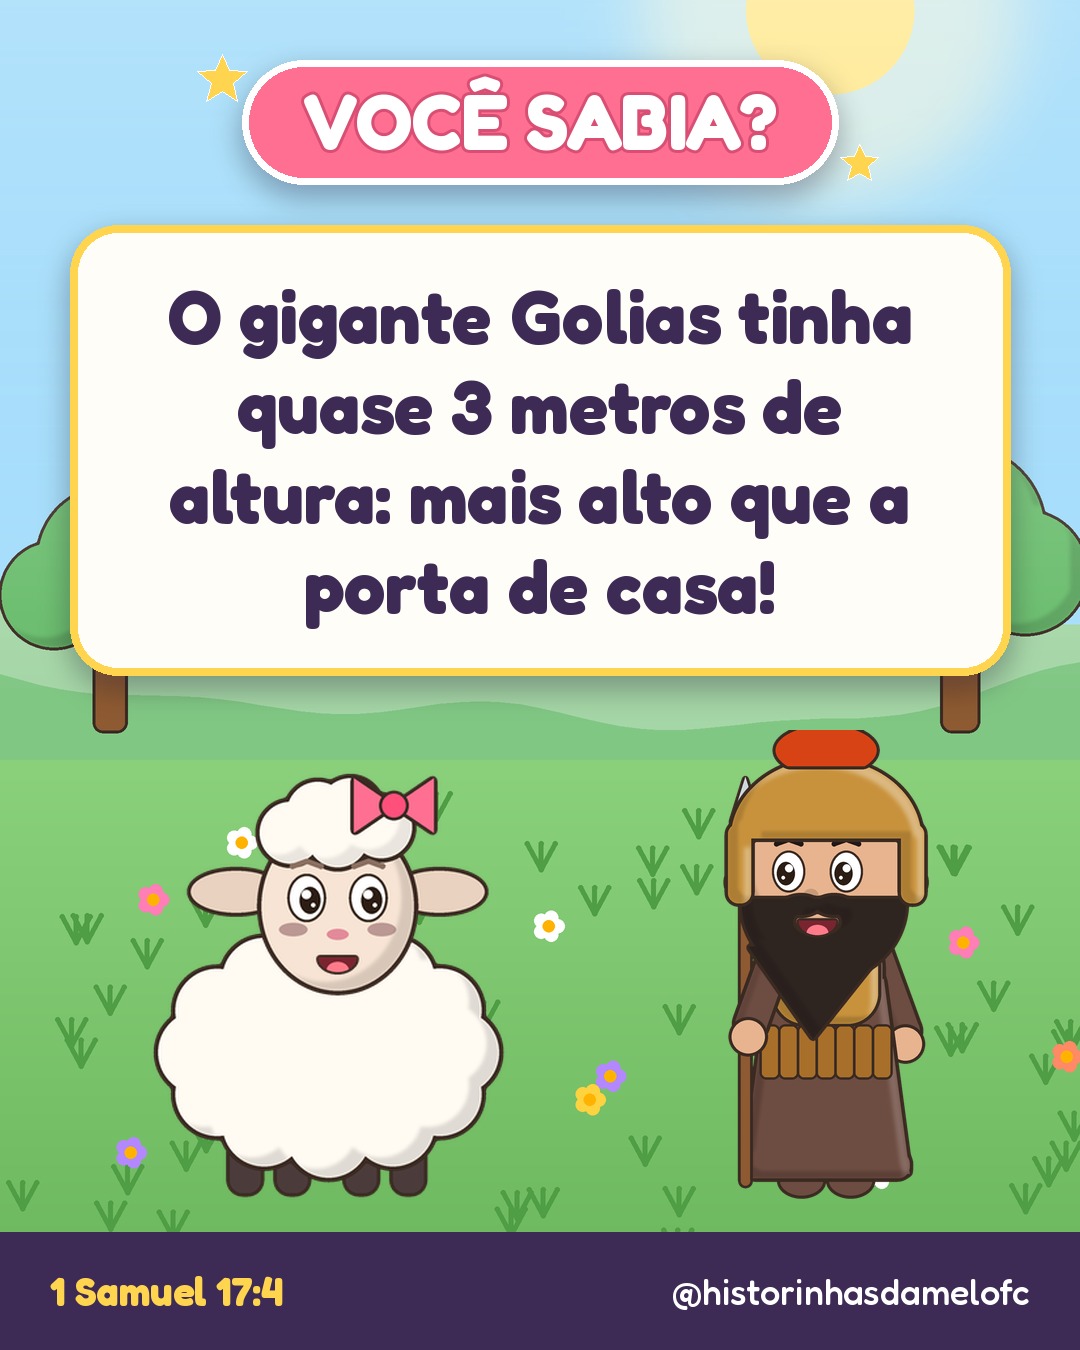 VOCÊ SABIA?
O gigante Golias tinha
quase 3 metros de
altura: mais alto que a
porta de casa!
1 Samuel 17:4
@historinhasdamelofc